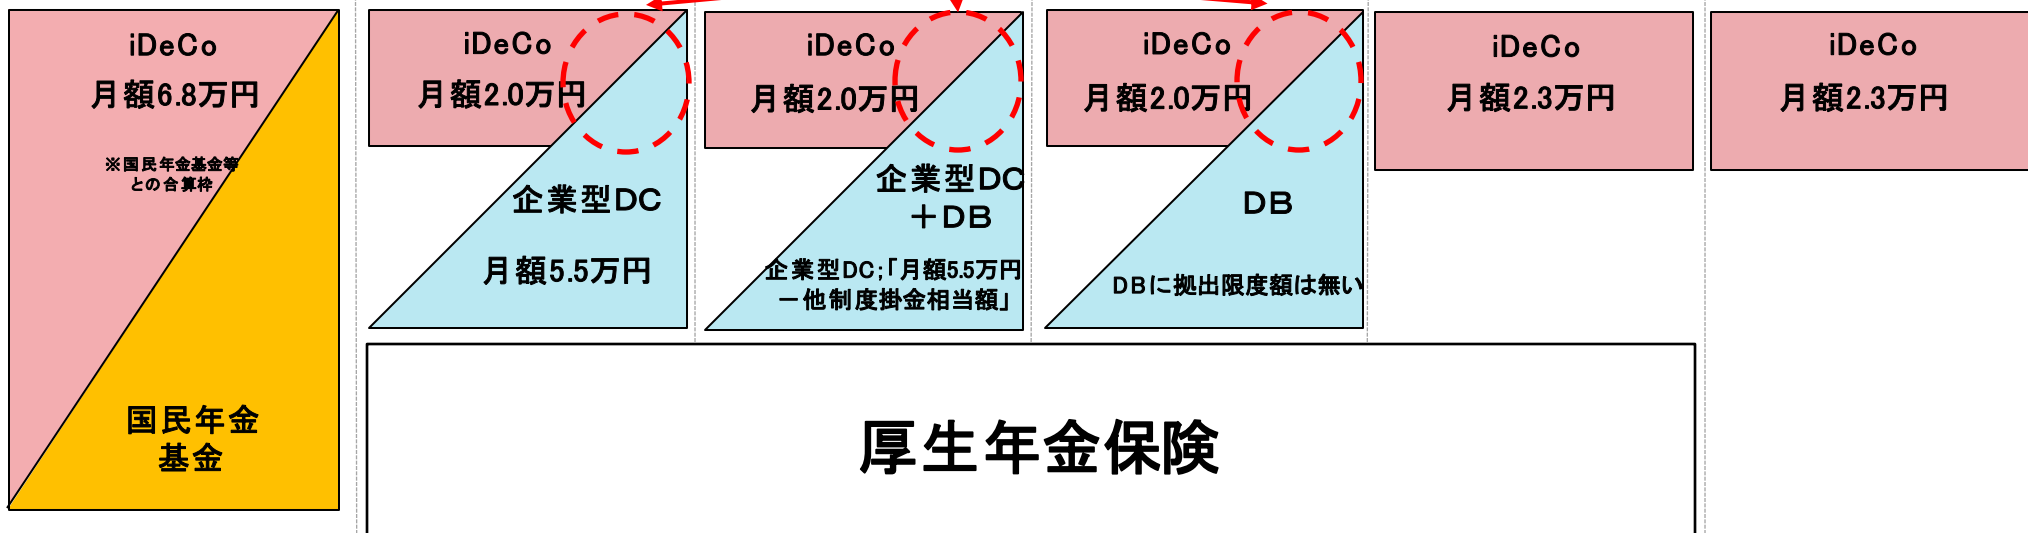 iDeCo
月額6.8万円
※国民年金基金等
との合算枠
国民年金
基金
iDeCo
月額2.0万円
企業型DC
月額5.5万円
iDeCo
月額2.0万円
企業型DC
＋DB
企業型DC;「月額5.5万円
－他制度掛金相当額」
iDeCo
月額2.0万円
DB
DBに拠出限度額は無い
iDeCo
月額2.3万円
iDeCo
月額2.3万円
厚生年金保険